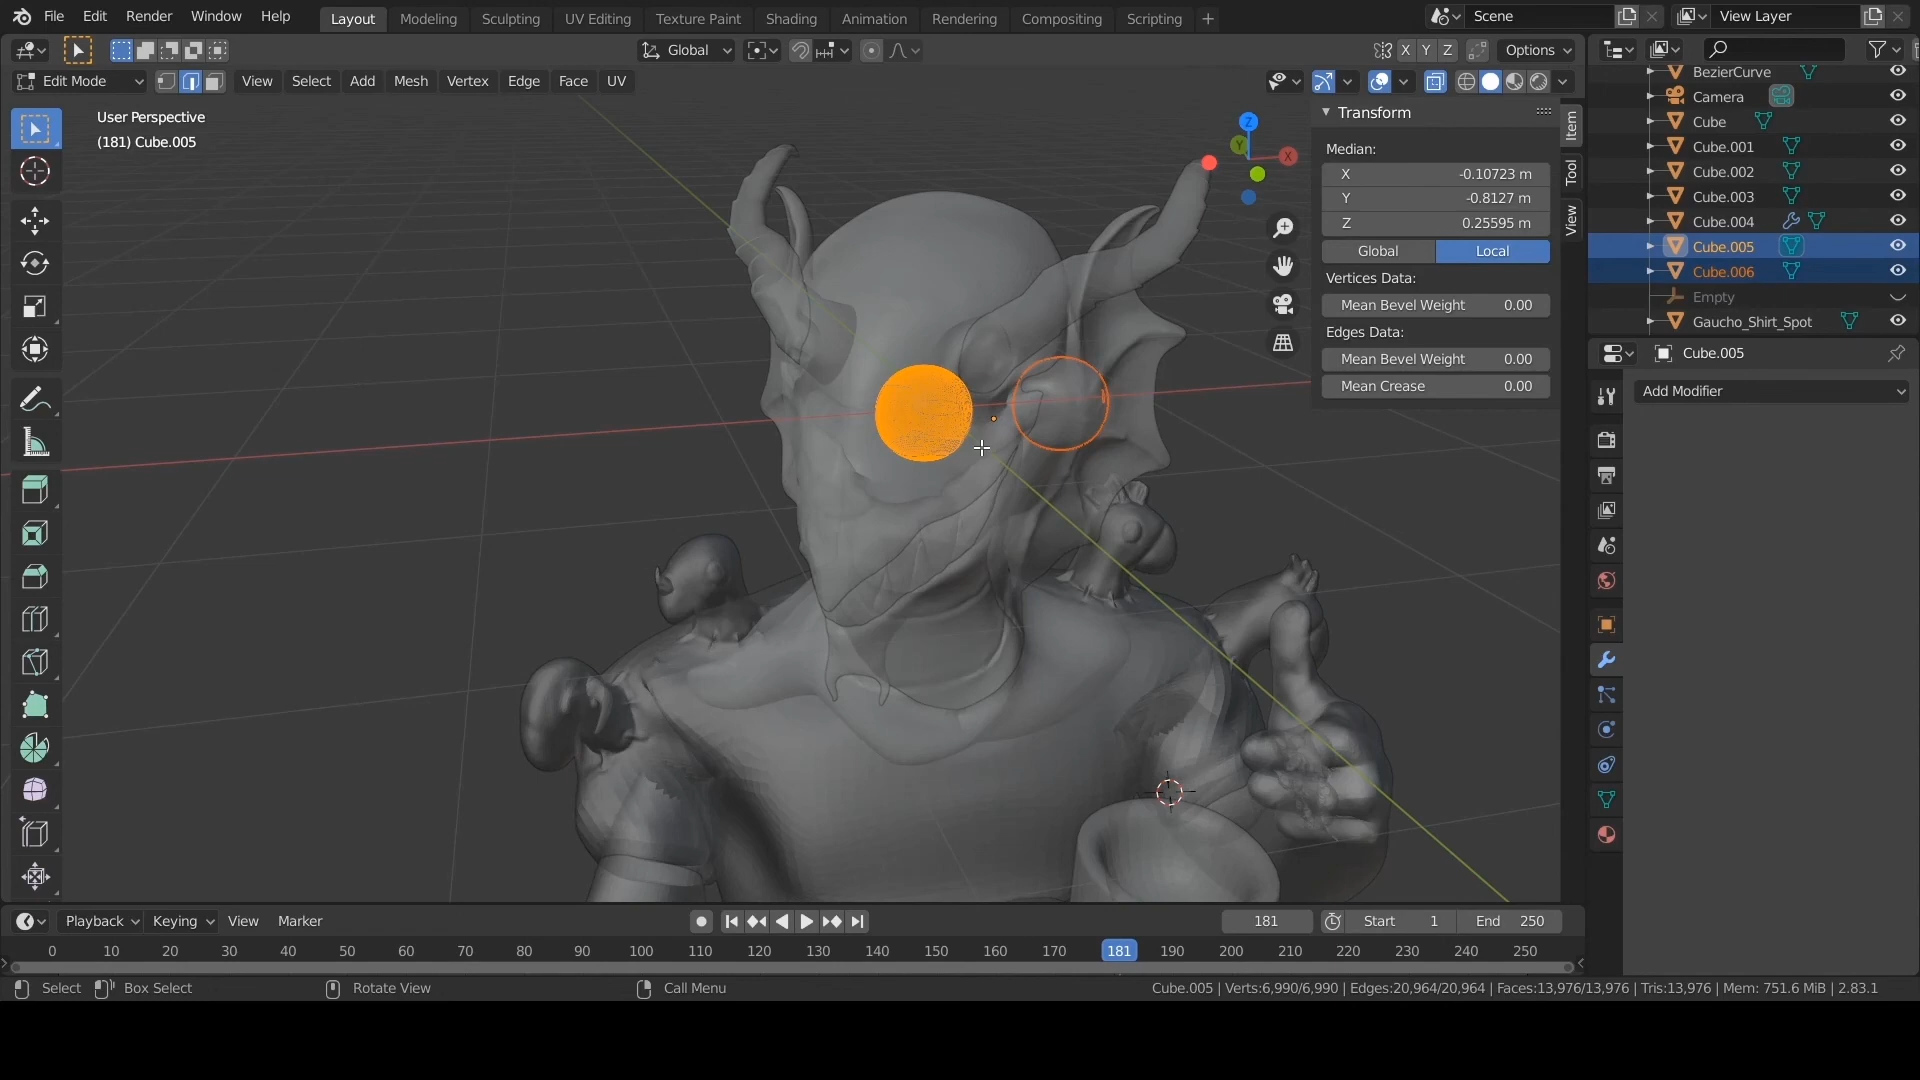 File Edit Render Window Help Layout Modeling Sculpting UV Editing Texture Paint Shading Animation Rendering Compositing Scripting + Scene View Layer
Global X Y Z Options
Edit Mode View Select Add Mesh Vertex Edge Face UV
User Perspective
(181) Cube.005
Z
Y
X
Transform
Median:
X -0.10723 m
Y -0.8127 m
Z 0.25595 m
Global Local
Vertices Data:
Mean Bevel Weight 0.00
Edges Data:
Mean Bevel Weight 0.00
Mean Crease 0.00
Item
Tool
View
BezierCurve
Camera
Cube
Cube.001
Cube.002
Cube.003
Cube.004
Cube.005
Cube.006
Empty
Gaucho_Shirt_Spot
Cube.005
Add Modifier
Playback Keying View Marker 181 Start 1 End 250
0 10 20 30 40 50 60 70 80 90 100 110 120 130 140 150 160 170 181 190 200 210 220 230 240 250
Select Box Select Rotate View Call Menu Cube.005 | Verts:6,990/6,990 | Edges:20,964/20,964 | Faces:13,976/13,976 | Tris:13,976 | Mem: 751.6 MiB | 2.83.1